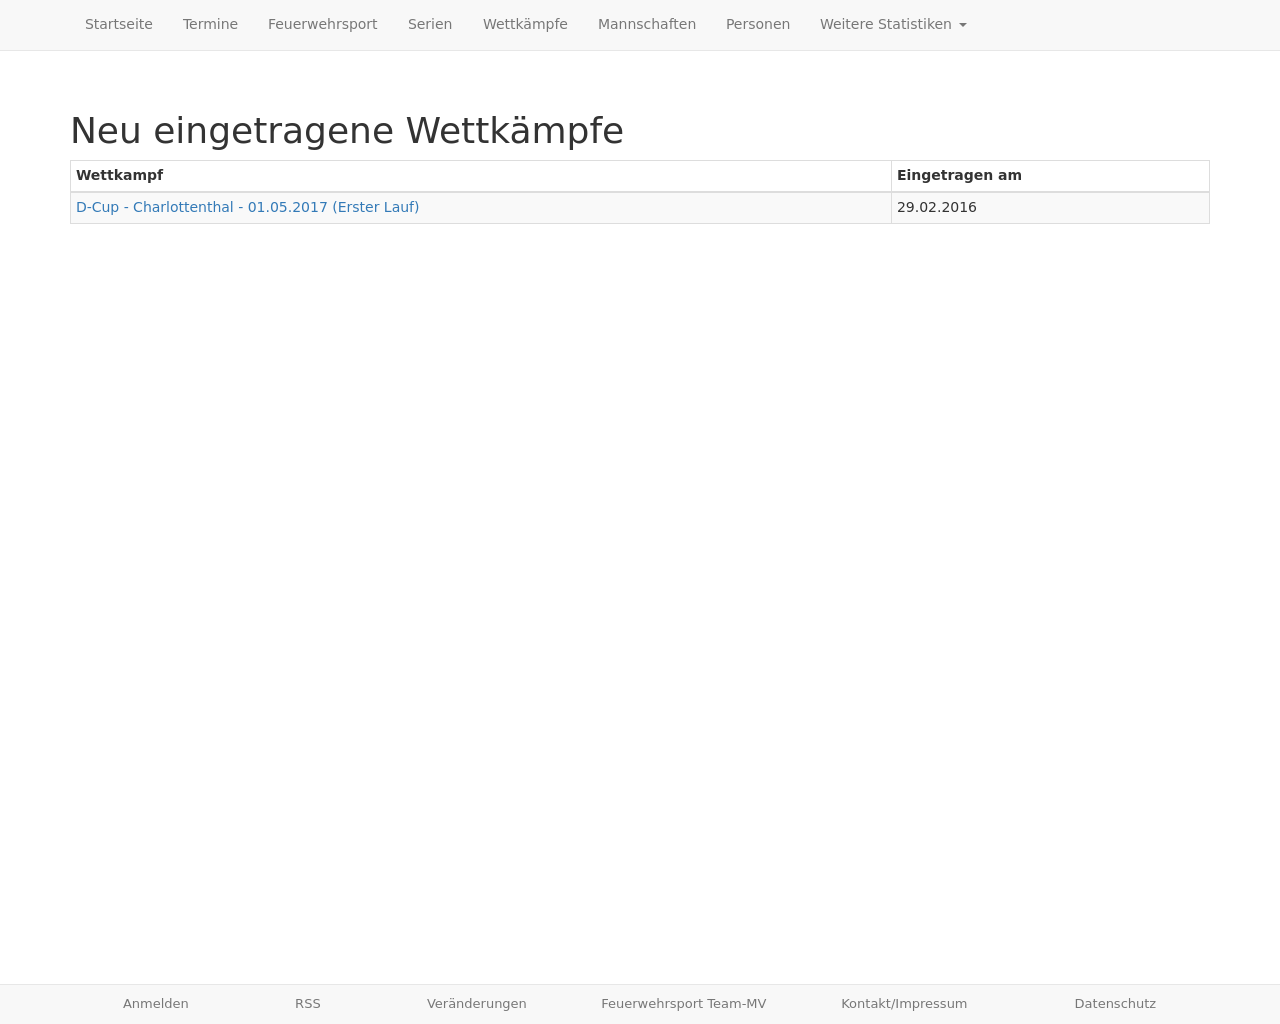 Startseite Termine Feuerwehrsport Serien Wettkämpfe Mannschaften Personen Weitere Statistiken
Neu eingetragene Wettkämpfe
Wettkampf Eingetragen am
D-Cup - Charlottenthal - 01.05.2017 (Erster Lauf) 29.02.2016
Anmelden RSS Veränderungen Feuerwehrsport Team-MV Kontakt/Impressum Datenschutz